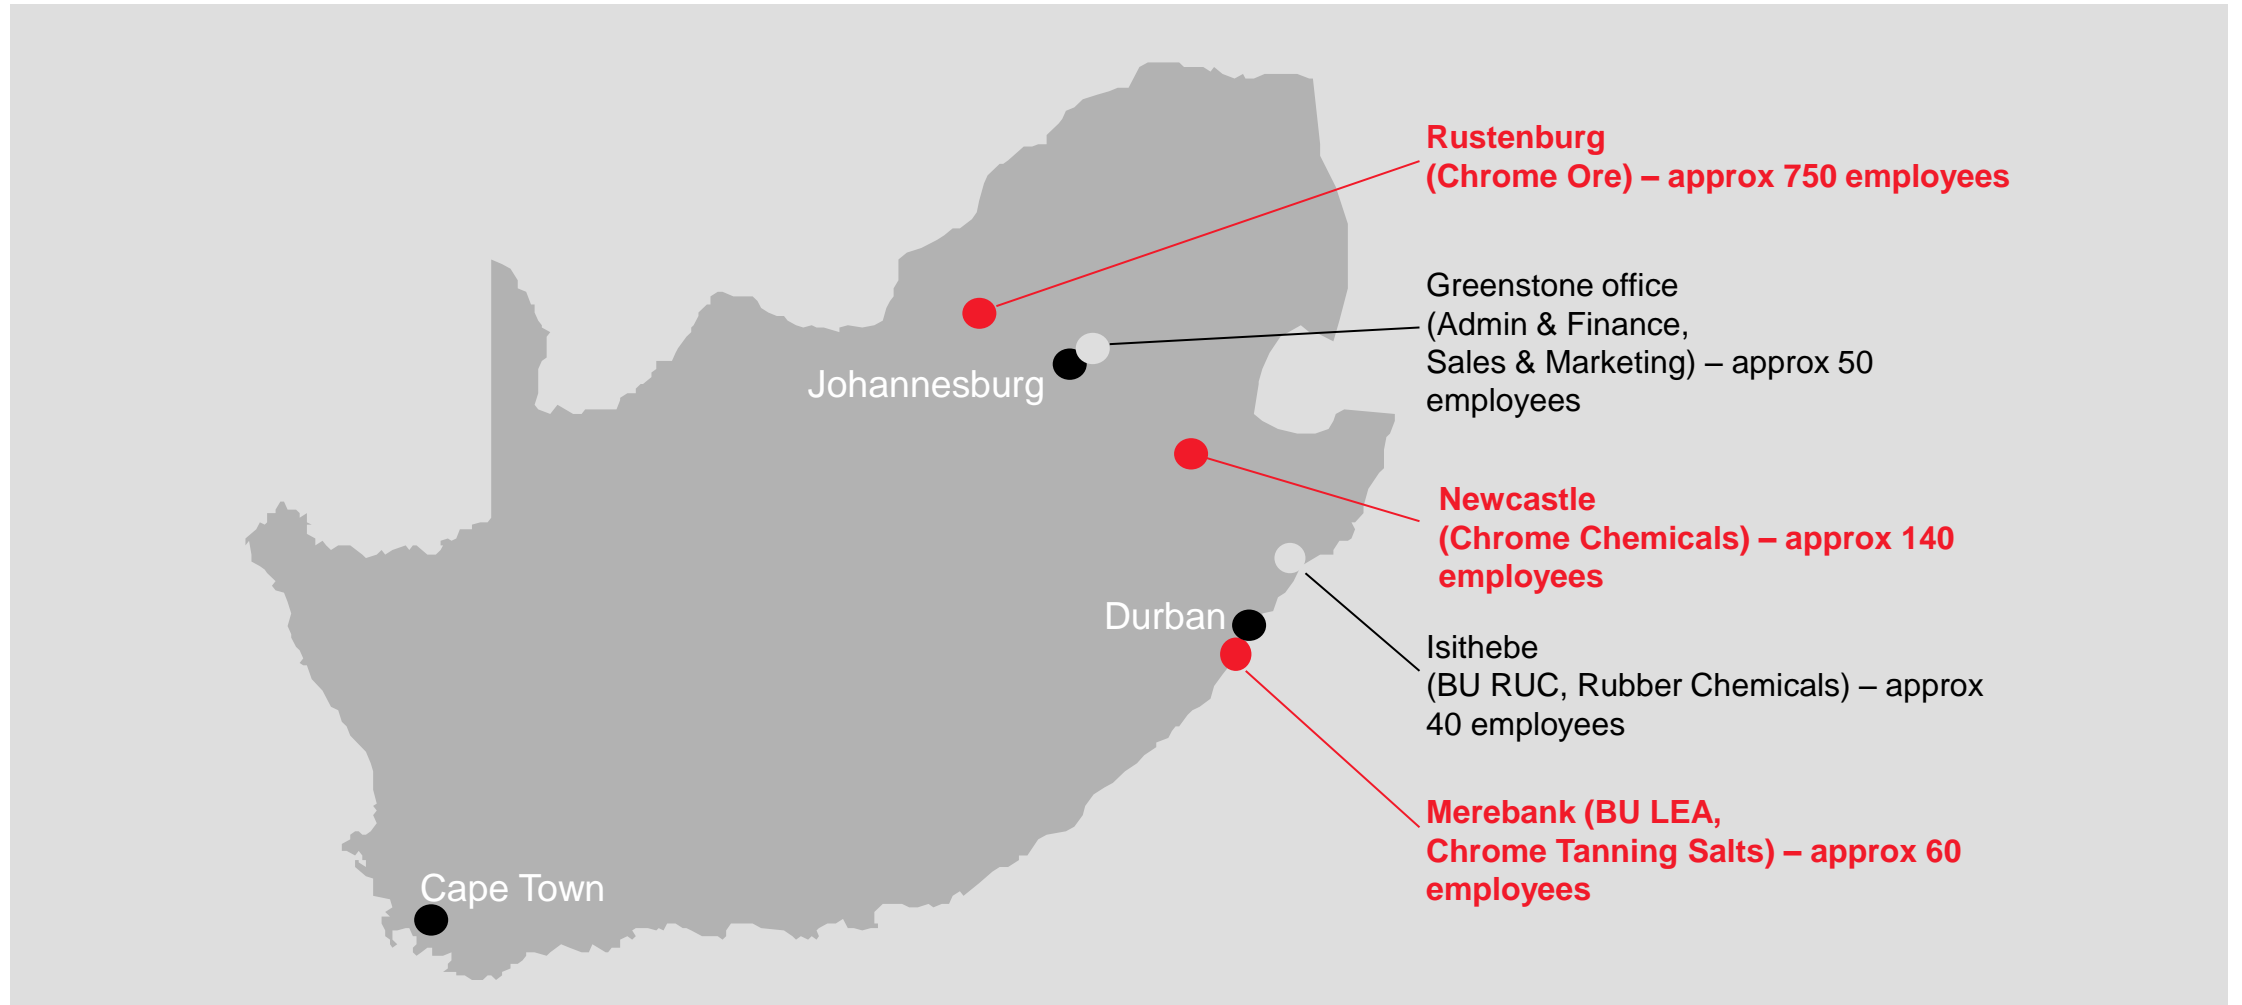 Rustenburg
(Chrome Ore) – approx 750 employees
Greenstone office
(Admin & Finance,
Sales & Marketing) – approx 50
employees
Johannesburg
Newcastle
(Chrome Chemicals) – approx 140
employees
Durban
Isithebe
(BU RUC, Rubber Chemicals) – approx
40 employees
Merebank (BU LEA,
Chrome Tanning Salts) – approx 60
employees
Cape Town